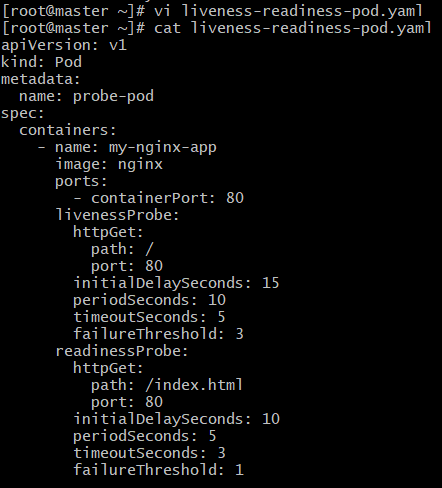 [root@master ~]# vi liveness-readiness-pod.yaml
[root@master ~]# cat liveness-readiness-pod.yaml
apiVersion: v1
kind: Pod
metadata:
  name: probe-pod
spec:
  containers:
    - name: my-nginx-app
      image: nginx
      ports:
        - containerPort: 80
      livenessProbe:
        httpGet:
          path: /
          port: 80
        initialDelaySeconds: 15
        periodSeconds: 10
        timeoutSeconds: 5
        failureThreshold: 3
      readinessProbe:
        httpGet:
          path: /index.html
          port: 80
        initialDelaySeconds: 10
        periodSeconds: 5
        timeoutSeconds: 3
        failureThreshold: 1